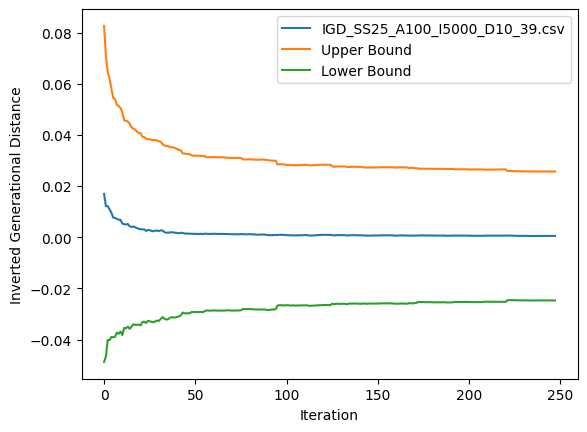 IGD_SS25_A100_I5000_D10_39.csv
Upper Bound
Lower Bound
Inverted Generational Distance
0.08
0.06
0.04
0.02
0.00
−0.02
−0.04
0 50 100 150 200 250
Iteration